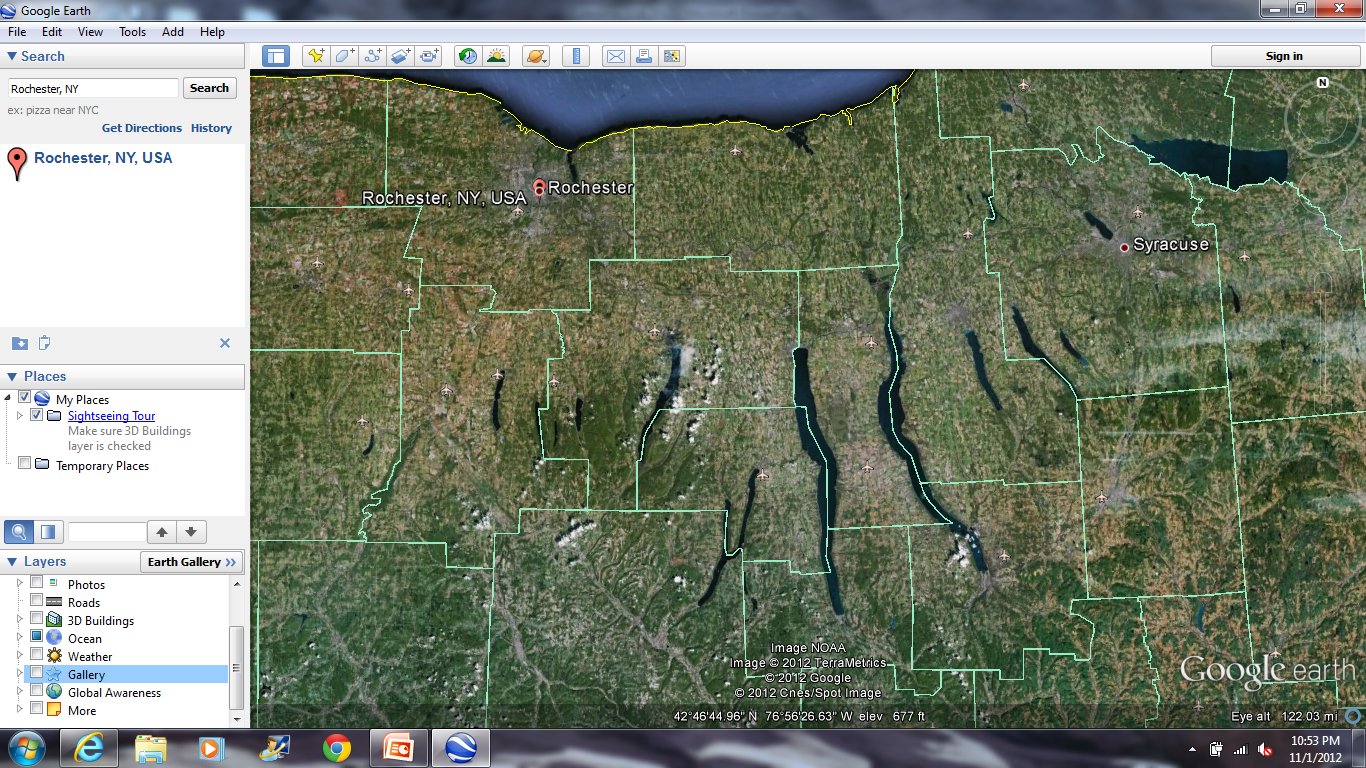 Google Earth
File Edit View Tools Add Help
Search
Sign in
Rochester, NY
Search
ex: pizza near NYC
Get Directions History
Rochester, NY, USA
Places
My Places
Sightseeing Tour
Make sure 3D Buildings
layer is checked
Temporary Places
Layers
Earth Gallery >>
Photos
Roads
3D Buildings
Ocean
Weather
Gallery
Global Awareness
More
N
Rochester
Rochester, NY, USA
Syracuse
Image NOAA
Image © 2012 TerraMetrics
© 2012 Google
© 2012 Cnes/Spot Image
Google earth
42°46'44.96" N 76°56'26.63" W elev 677 ft
Eye alt 122.03 mi
10:53 PM
11/1/2012